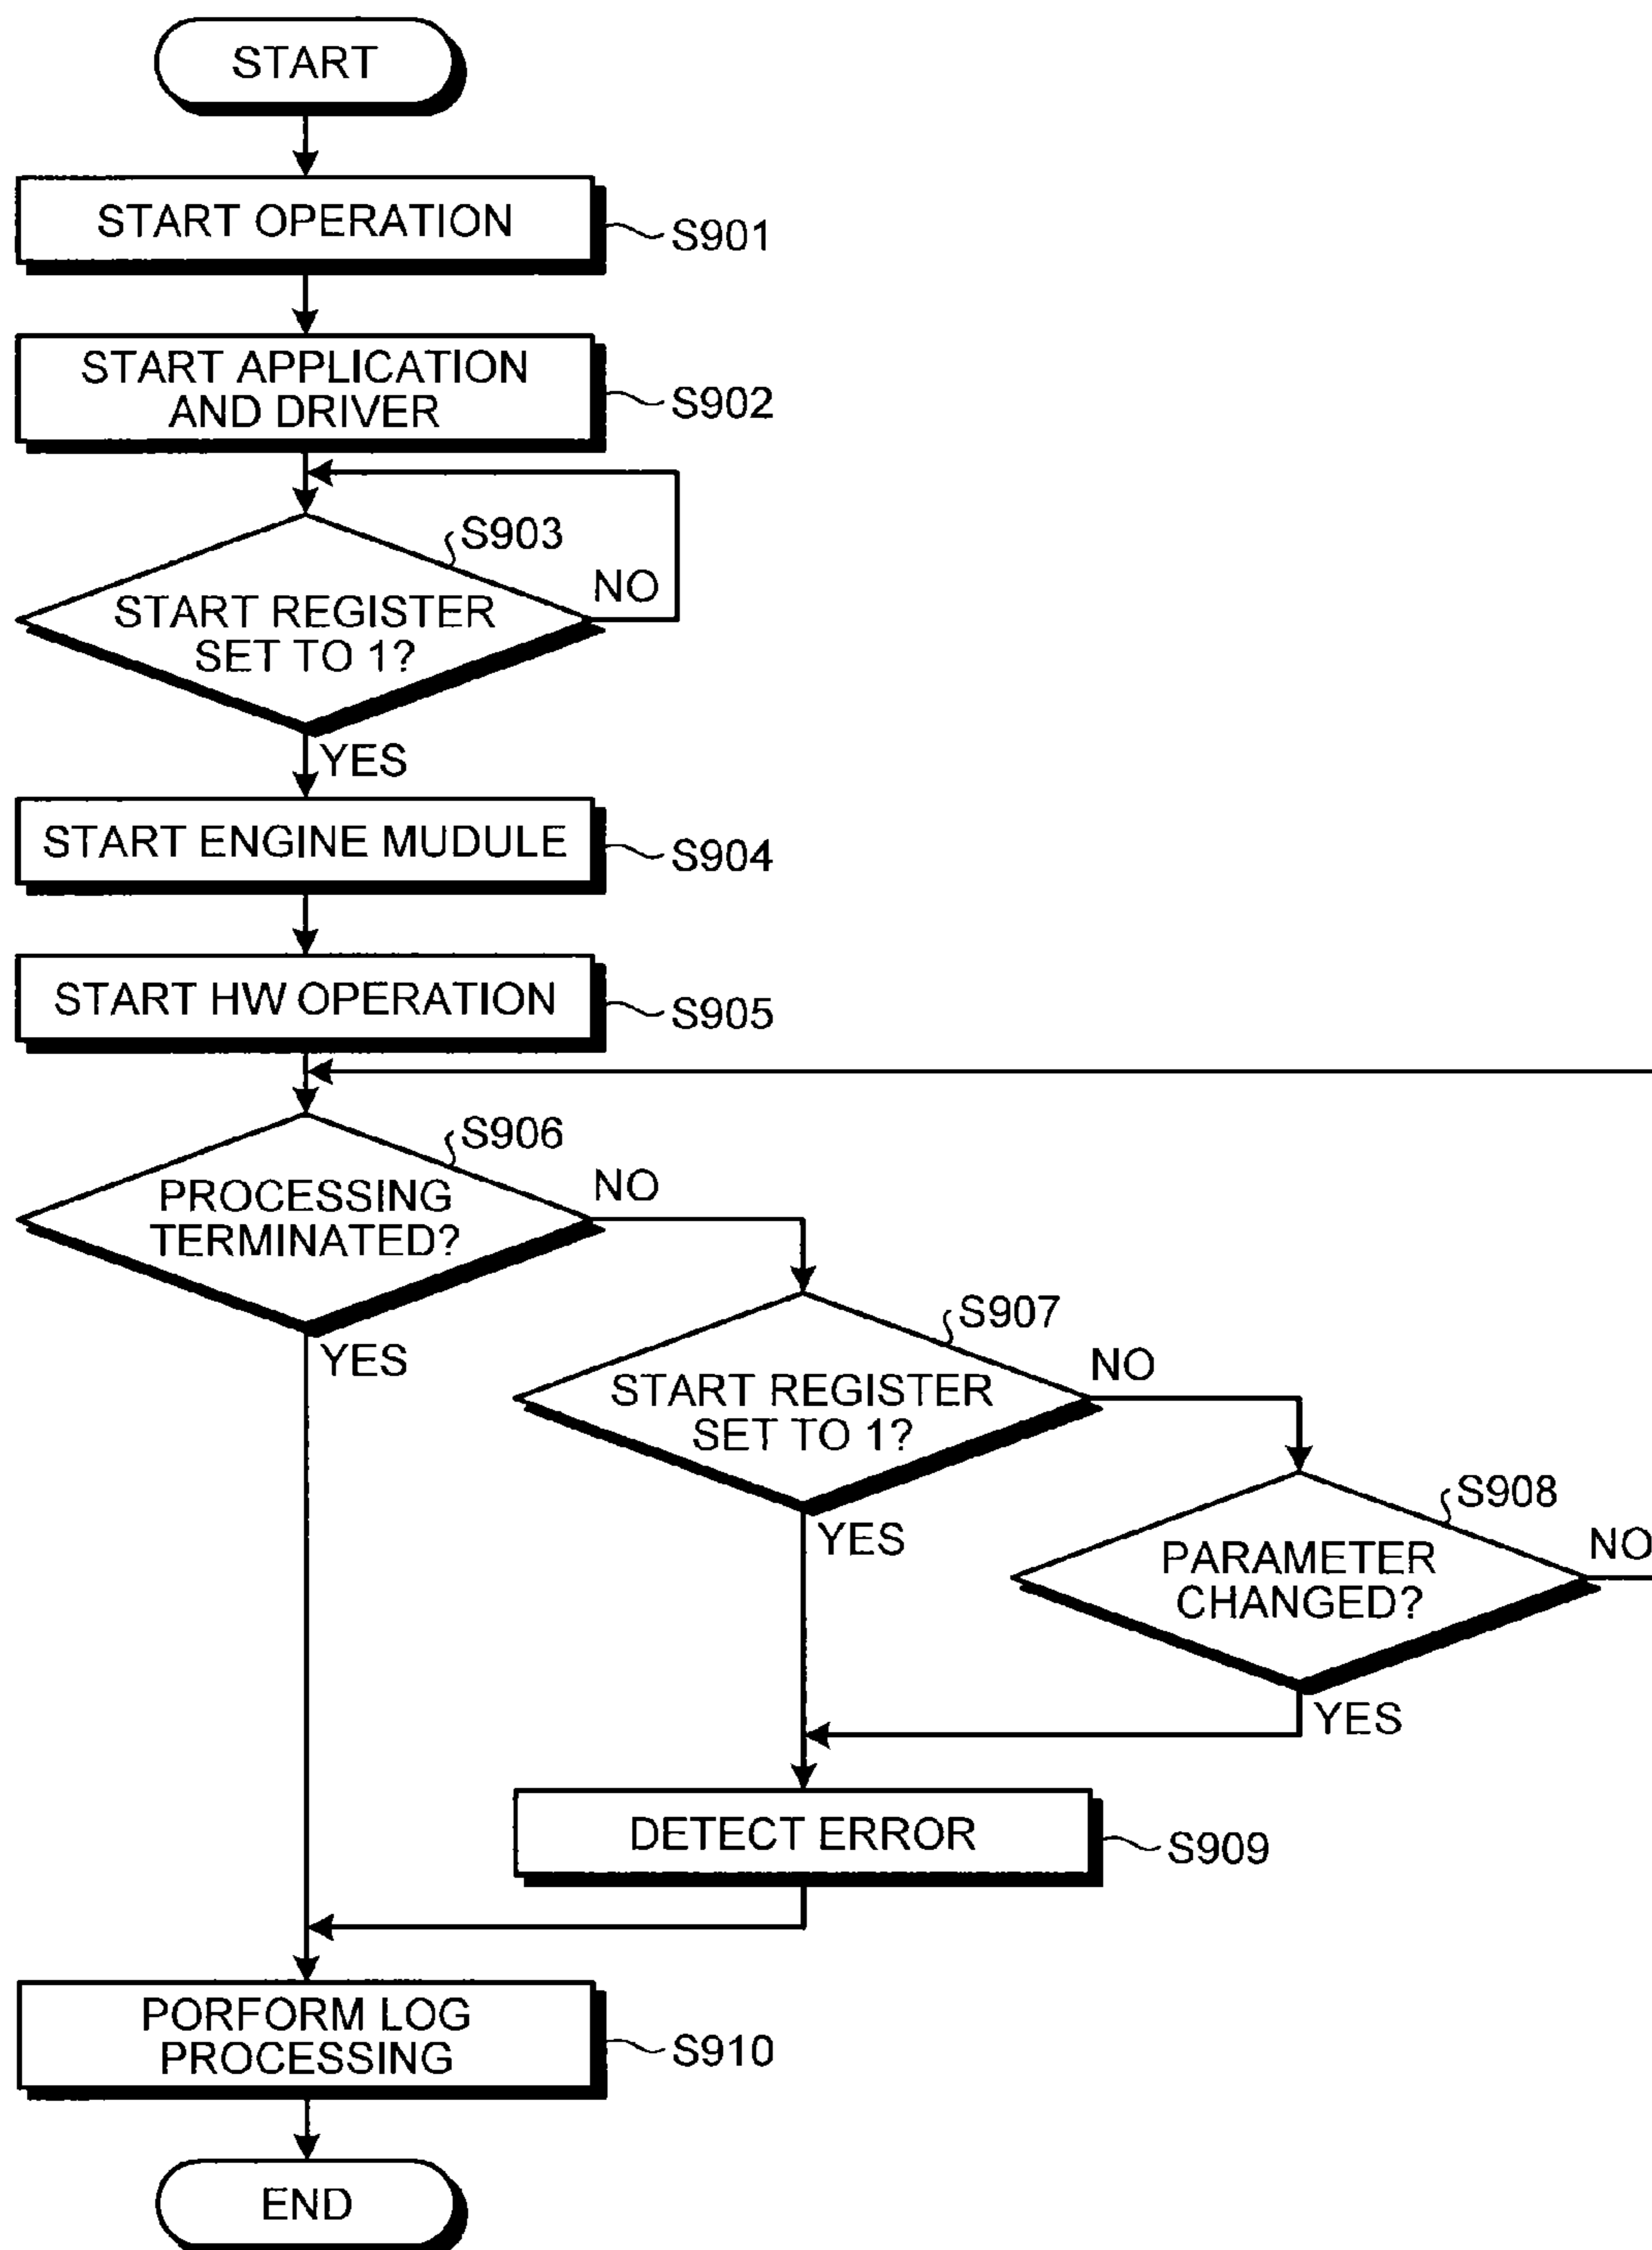 START
START OPERATION
S901
START APPLICATION
AND DRIVER
S902
S903
NO
START REGISTER
SET TO 1?
YES
START ENGINE MUDULE
S904
START HW OPERATION
S905
S906
NO
PROCESSING
TERMINATED?
YES
S907
NO
START REGISTER
SET TO 1?
YES
S908
NO
PARAMETER
CHANGED?
YES
DETECT ERROR
S909
PORFORM LOG
PROCESSING
S910
END